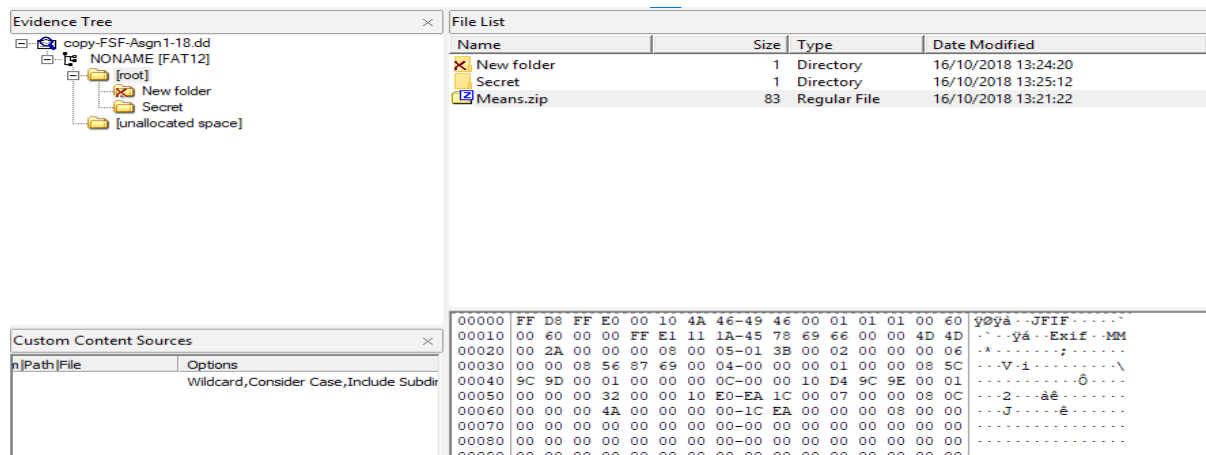 Evidence Tree
copy-FSF-Asgn1-18.dd
NONAME [FAT12]
[root]
New folder
Secret
[unallocated space]
File List
Name Size Type Date Modified
New folder 1 Directory 16/10/2018 13:24:20
Secret 1 Directory 16/10/2018 13:25:12
Means.zip 83 Regular File 16/10/2018 13:21:22
Custom Content Sources
n|Path|File Options
Wildcard,Consider Case,Include Subdir
00000 FF D8 FF E0 00 10 4A 46-49 46 00 01 01 01 00 60 ÿØÿà··JFIF·····`
00010 00 60 00 00 FF E1 11 1A-45 78 69 66 00 00 4D 4D ·`··ÿá··Exif··MM
00020 00 2A 00 00 00 08 00 05-01 3B 00 02 00 00 00 06 ·*·······;······
00030 00 00 08 56 87 69 00 04-00 00 00 01 00 00 08 5C ···V·i·········\
00040 9C 9D 00 01 00 00 00 0C-00 00 10 D4 9C 9E 00 01 ···········Ô····
00050 00 00 00 32 00 00 10 E0-EA 1C 00 07 00 00 08 0C ···2···àê·······
00060 00 00 00 4A 00 00 00 00-1C EA 00 00 00 08 00 00 ···J·····ê······
00070 00 00 00 00 00 00 00 00-00 00 00 00 00 00 00 00 ················
00080 00 00 00 00 00 00 00 00-00 00 00 00 00 00 00 00 ················